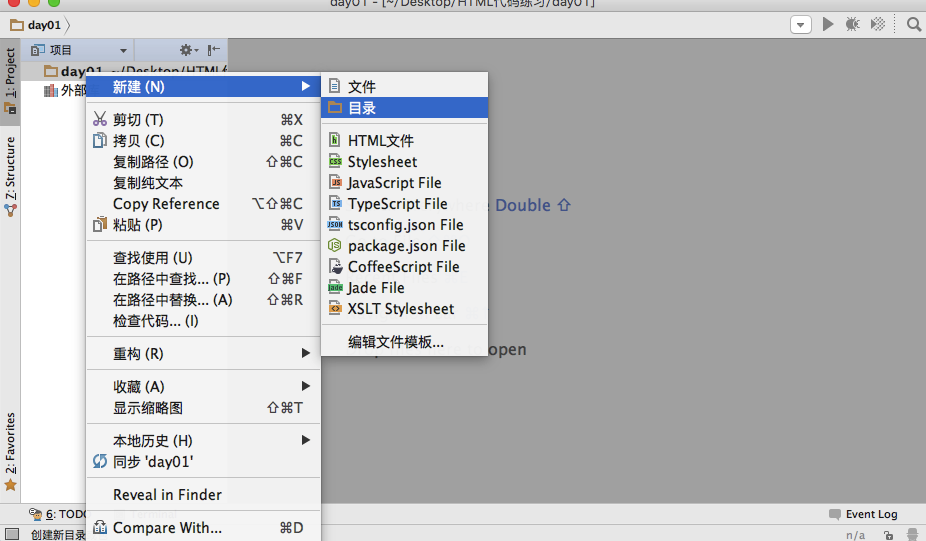 day01 - [~/Desktop/HTML代码练习/day01]
day01
项目
1: Project
day01 ~/Desktop/HTML
外部
7: Structure
2: Favorites
新建 (N)
剪切 (T) ⌘X
拷贝 (C) ⌘C
复制路径 (O) ⇧⌘C
复制纯文本
Copy Reference ⌥⇧⌘C
粘贴 (P) ⌘V
查找使用 (U) ⌥F7
在路径中查找... (P) ⇧⌘F
在路径中替换... (A) ⇧⌘R
检查代码... (I)
重构 (R)
收藏 (A)
显示缩略图 ⇧⌘T
本地历史 (H)
同步 'day01'
Reveal in Finder
Compare With... ⌘D
文件
目录
HTML文件
Stylesheet
JavaScript File
TypeScript File
tsconfig.json File
package.json File
CoffeeScript File
Jade File
XSLT Stylesheet
编辑文件模板...
Double ⇧
open
6: TODO
Terminal
Event Log
创建新目录
n/a